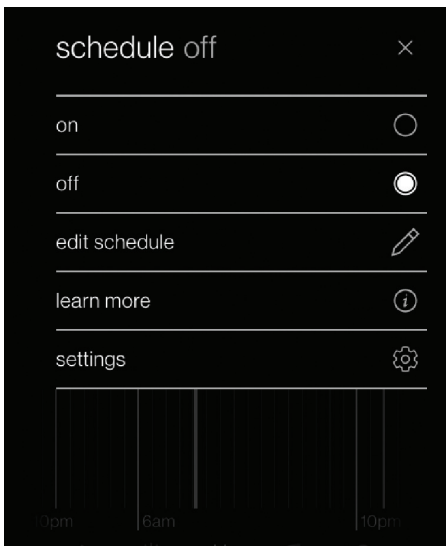 schedule off
on
off
edit schedule
learn more
settings
10pm 6am 10pm